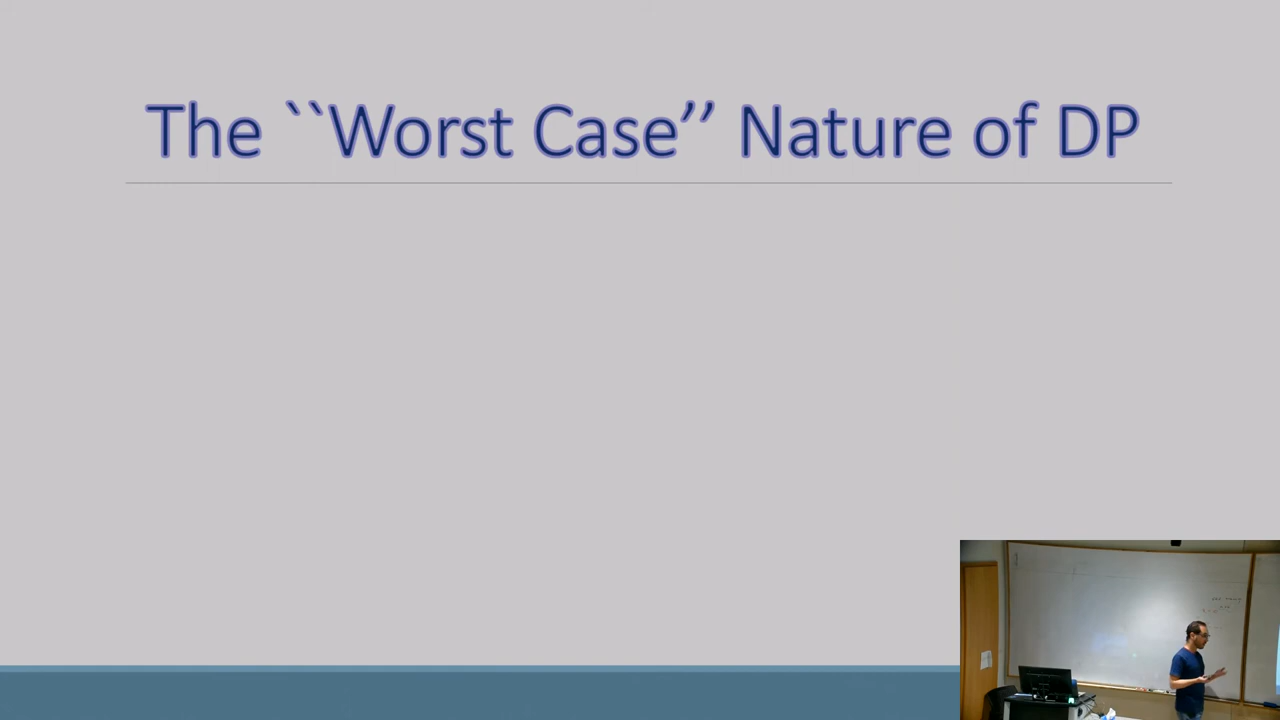 The ``Worst Case’’ Nature of DP